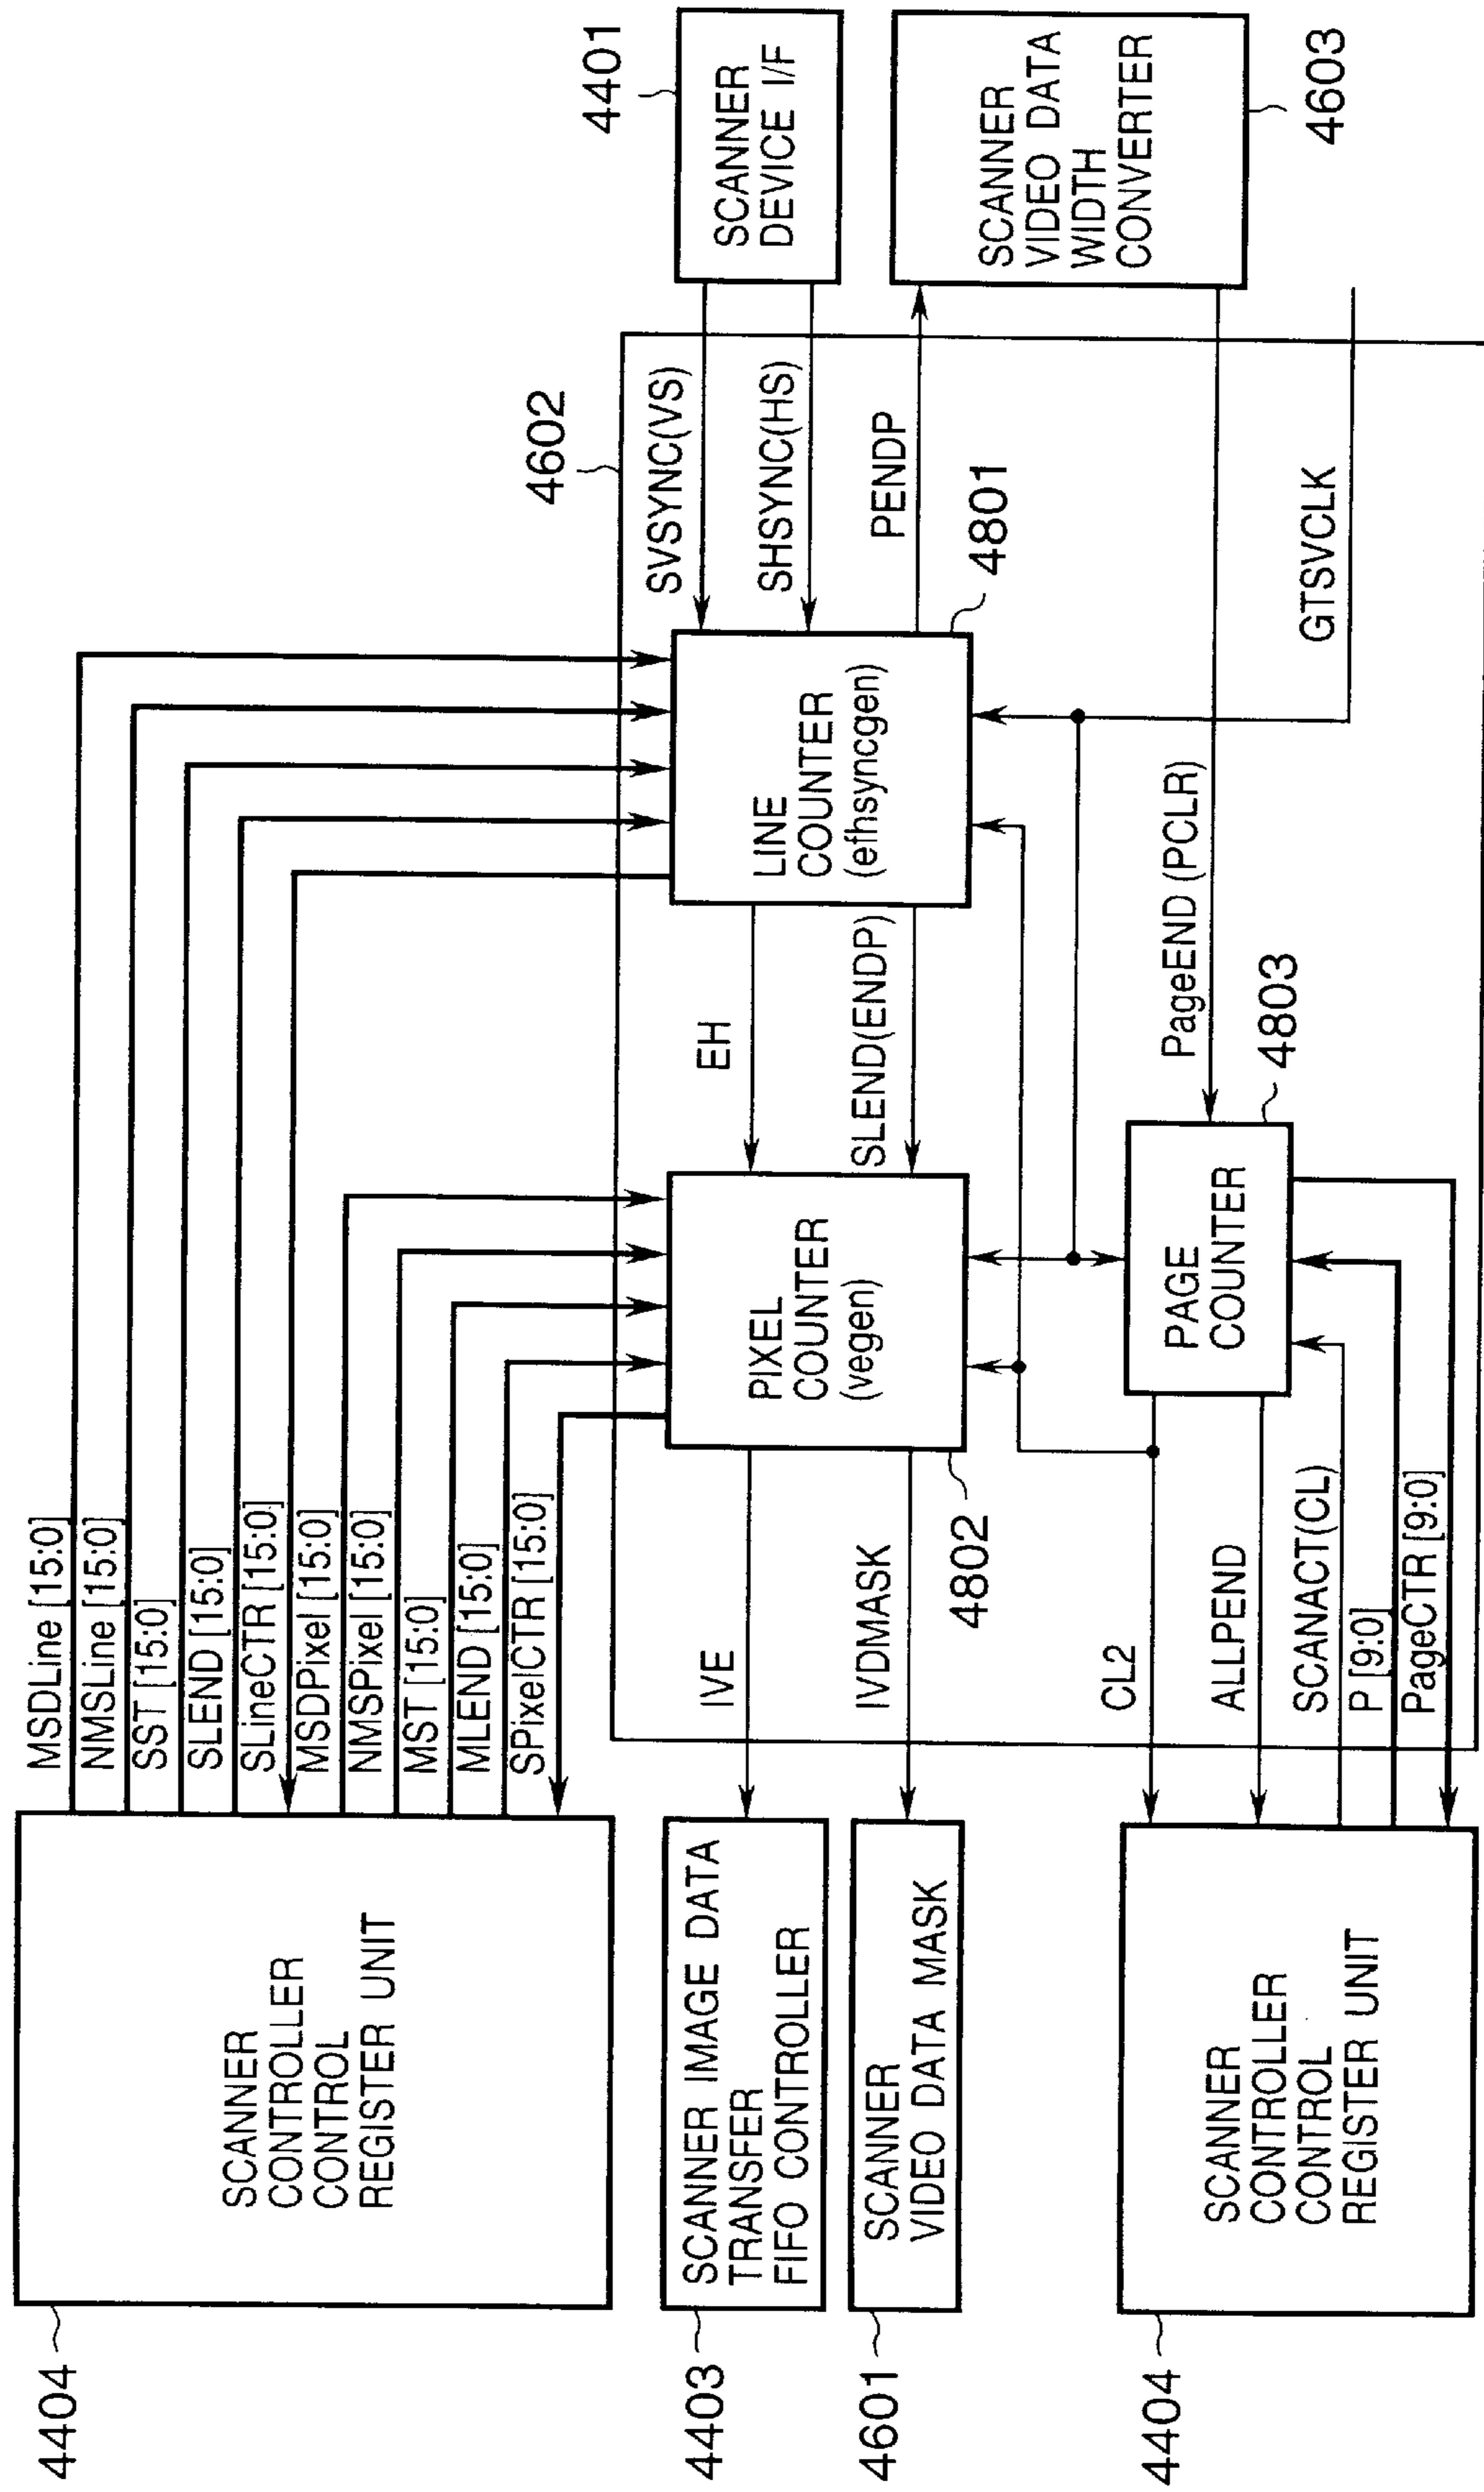 4404
SCANNER
CONTROLLER
CONTROL
REGISTER UNIT
MSDLine [15:0]
NMSLine [15:0]
SST [15:0]
SLEND [15:0]
SLineCTR [15:0]
MSDPixel [15:0]
NMSPixel [15:0]
MST [15:0]
MLEND [15:0]
SPixelCTR [15:0]
4602
4401
SCANNER
DEVICE I/F
SVSYNC(VS)
SHSYNC(HS)
4403
SCANNER IMAGE DATA
TRANSFER
FIFO CONTROLLER
IVE
PIXEL
COUNTER
(vegen)
4802
EH
SLEND(ENDP)
LINE
COUNTER
(efhsyncgen)
4801
PENDP
SCANNER
VIDEO DATA
WIDTH
CONVERTER
4603
4601
SCANNER
VIDEO DATA MASK
IVDMASK
4404
SCANNER
CONTROLLER
CONTROL
REGISTER UNIT
CL2
ALLPEND
SCANACT(CL)
P [9:0]
PageCTR [9:0]
PAGE
COUNTER
4803
PageEND (PCLR)
GTSVCLK